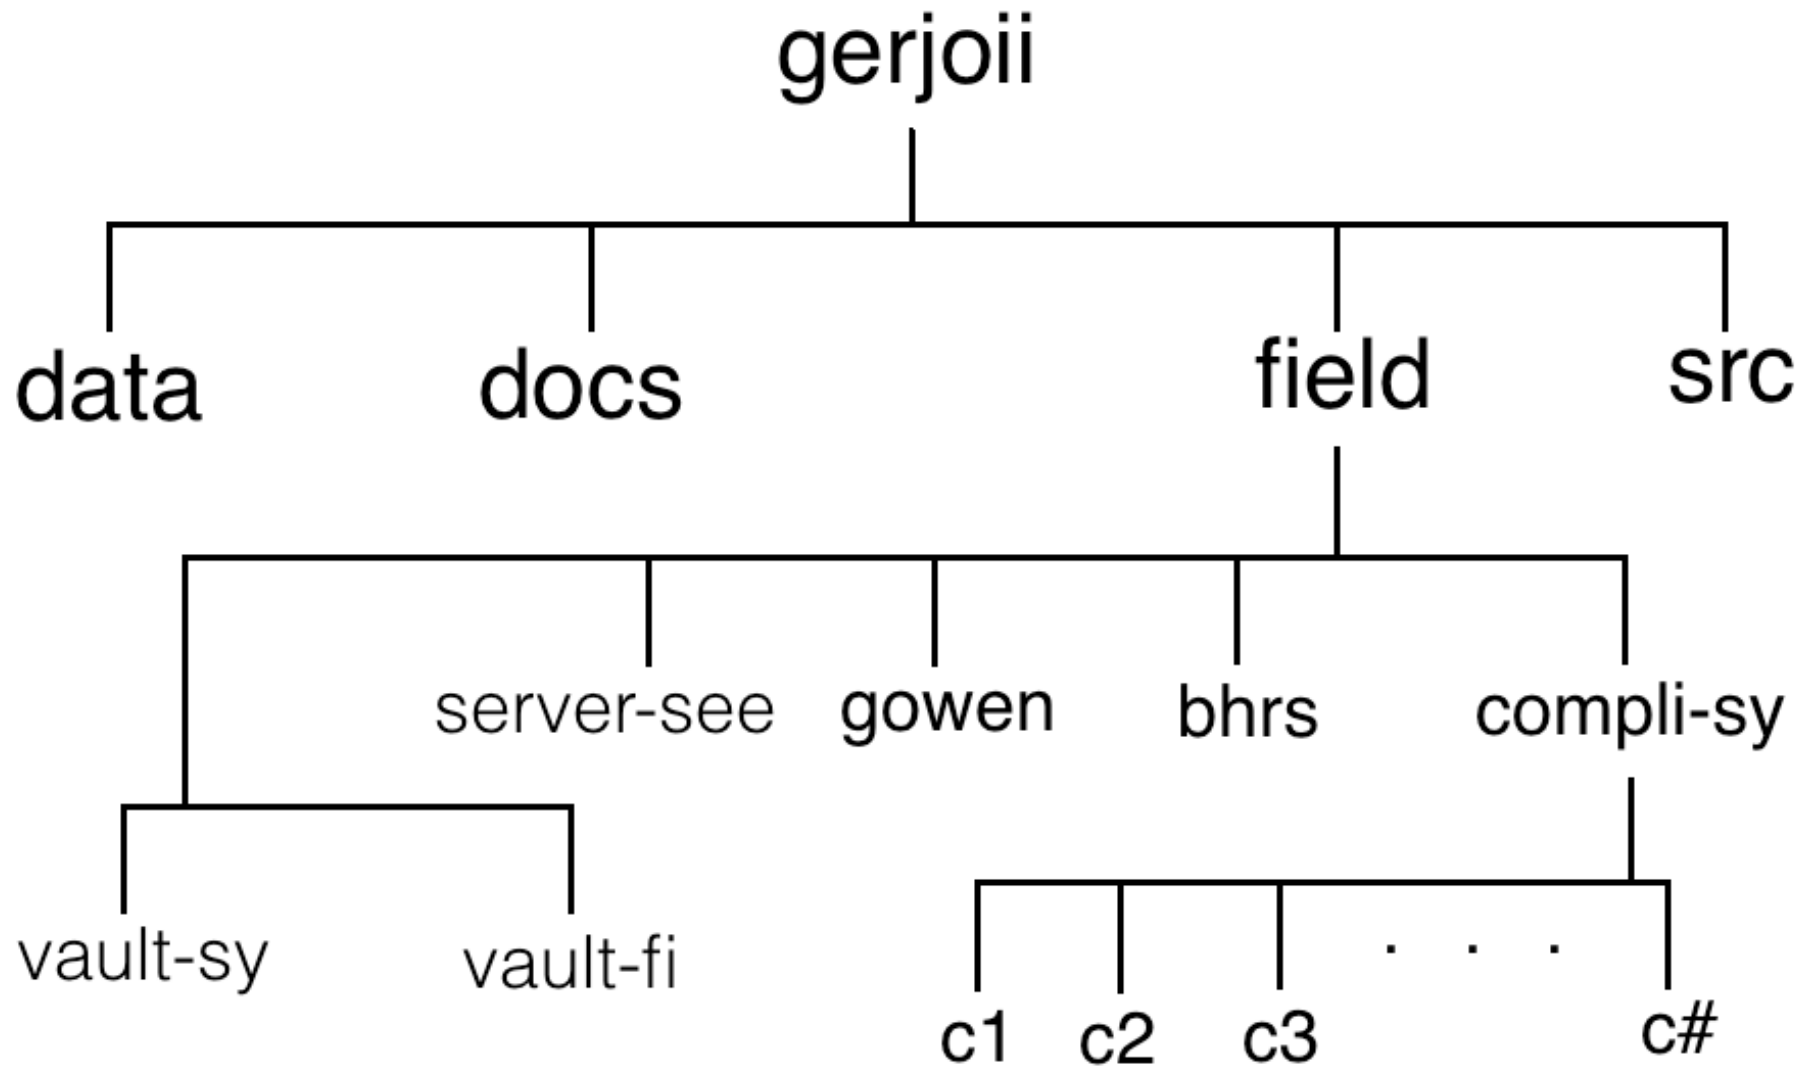 gerjoii
data docs field src
server-see gowen bhrs compli-sy
vault-sy vault-fi
. . .
c1 c2 c3 c#